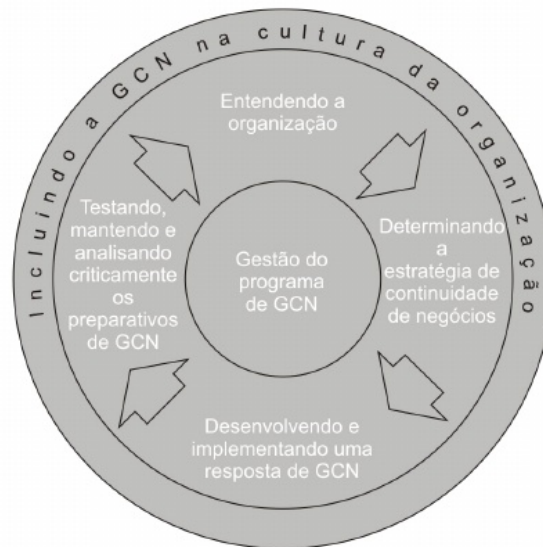 Incluindo a GCN na cultura da organização
Entendendo a
organização
Determinando
a
estratégia de
continuidade
de negócios
Desenvolvendo e
implementando uma
resposta de GCN
Testando,
mantendo e
analisando
criticamente
os
preparativos
de GCN
Gestão do
programa
de GCN